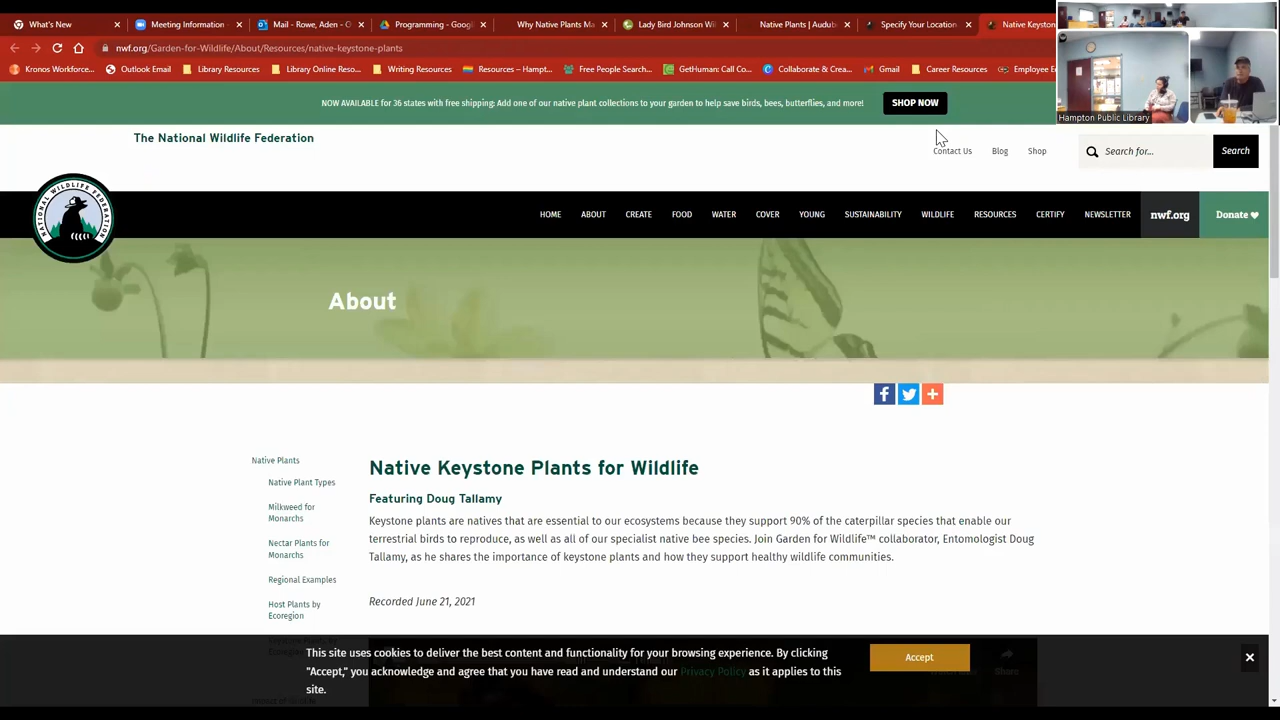 What's New
Meeting Information -
Mail - Rowe, Aden - O
Programming - Googl
Why Native Plants Ma
Lady Bird Johnson Wil
Native Plants | Audub
Specify Your Location
Native Keyston
nwf.org/Garden-for-Wildlife/About/Resources/native-keystone-plants
Kronos Workforce...
Outlook Email
Library Resources
Library Online Reso...
Writing Resources
Resources – Hampt...
Free People Search...
GetHuman: Call Co...
Collaborate & Crea...
Gmail
Career Resources
Employee E
Hampton Public Library
NOW AVAILABLE for 36 states with free shipping: Add one of our native plant collections to your garden to help save birds, bees, butterflies, and more!
SHOP NOW
The National Wildlife Federation
Contact Us
Blog
Shop
Search for...
Search
NATIONAL WILDLIFE FEDERATION
HOME
ABOUT
CREATE
FOOD
WATER
COVER
YOUNG
SUSTAINABILITY
WILDLIFE
RESOURCES
CERTIFY
NEWSLETTER
nwf.org
Donate
About
Native Plants
Native Plant Types
Milkweed for
Monarchs
Nectar Plants for
Monarchs
Regional Examples
Host Plants by
Ecoregion
Native Keystone Plants for Wildlife
Featuring Doug Tallamy
Keystone plants are natives that are essential to our ecosystems because they support 90% of the caterpillar species that enable our
terrestrial birds to reproduce, as well as all of our specialist native bee species. Join Garden for Wildlife™ collaborator, Entomologist Doug
Tallamy, as he shares the importance of keystone plants and how they support healthy wildlife communities.
Recorded June 21, 2021
This site uses cookies to deliver the best content and functionality for your browsing experience. By clicking
"Accept," you acknowledge and agree that you have read and understand our Privacy Policy as it applies to this
site.
Accept
Share